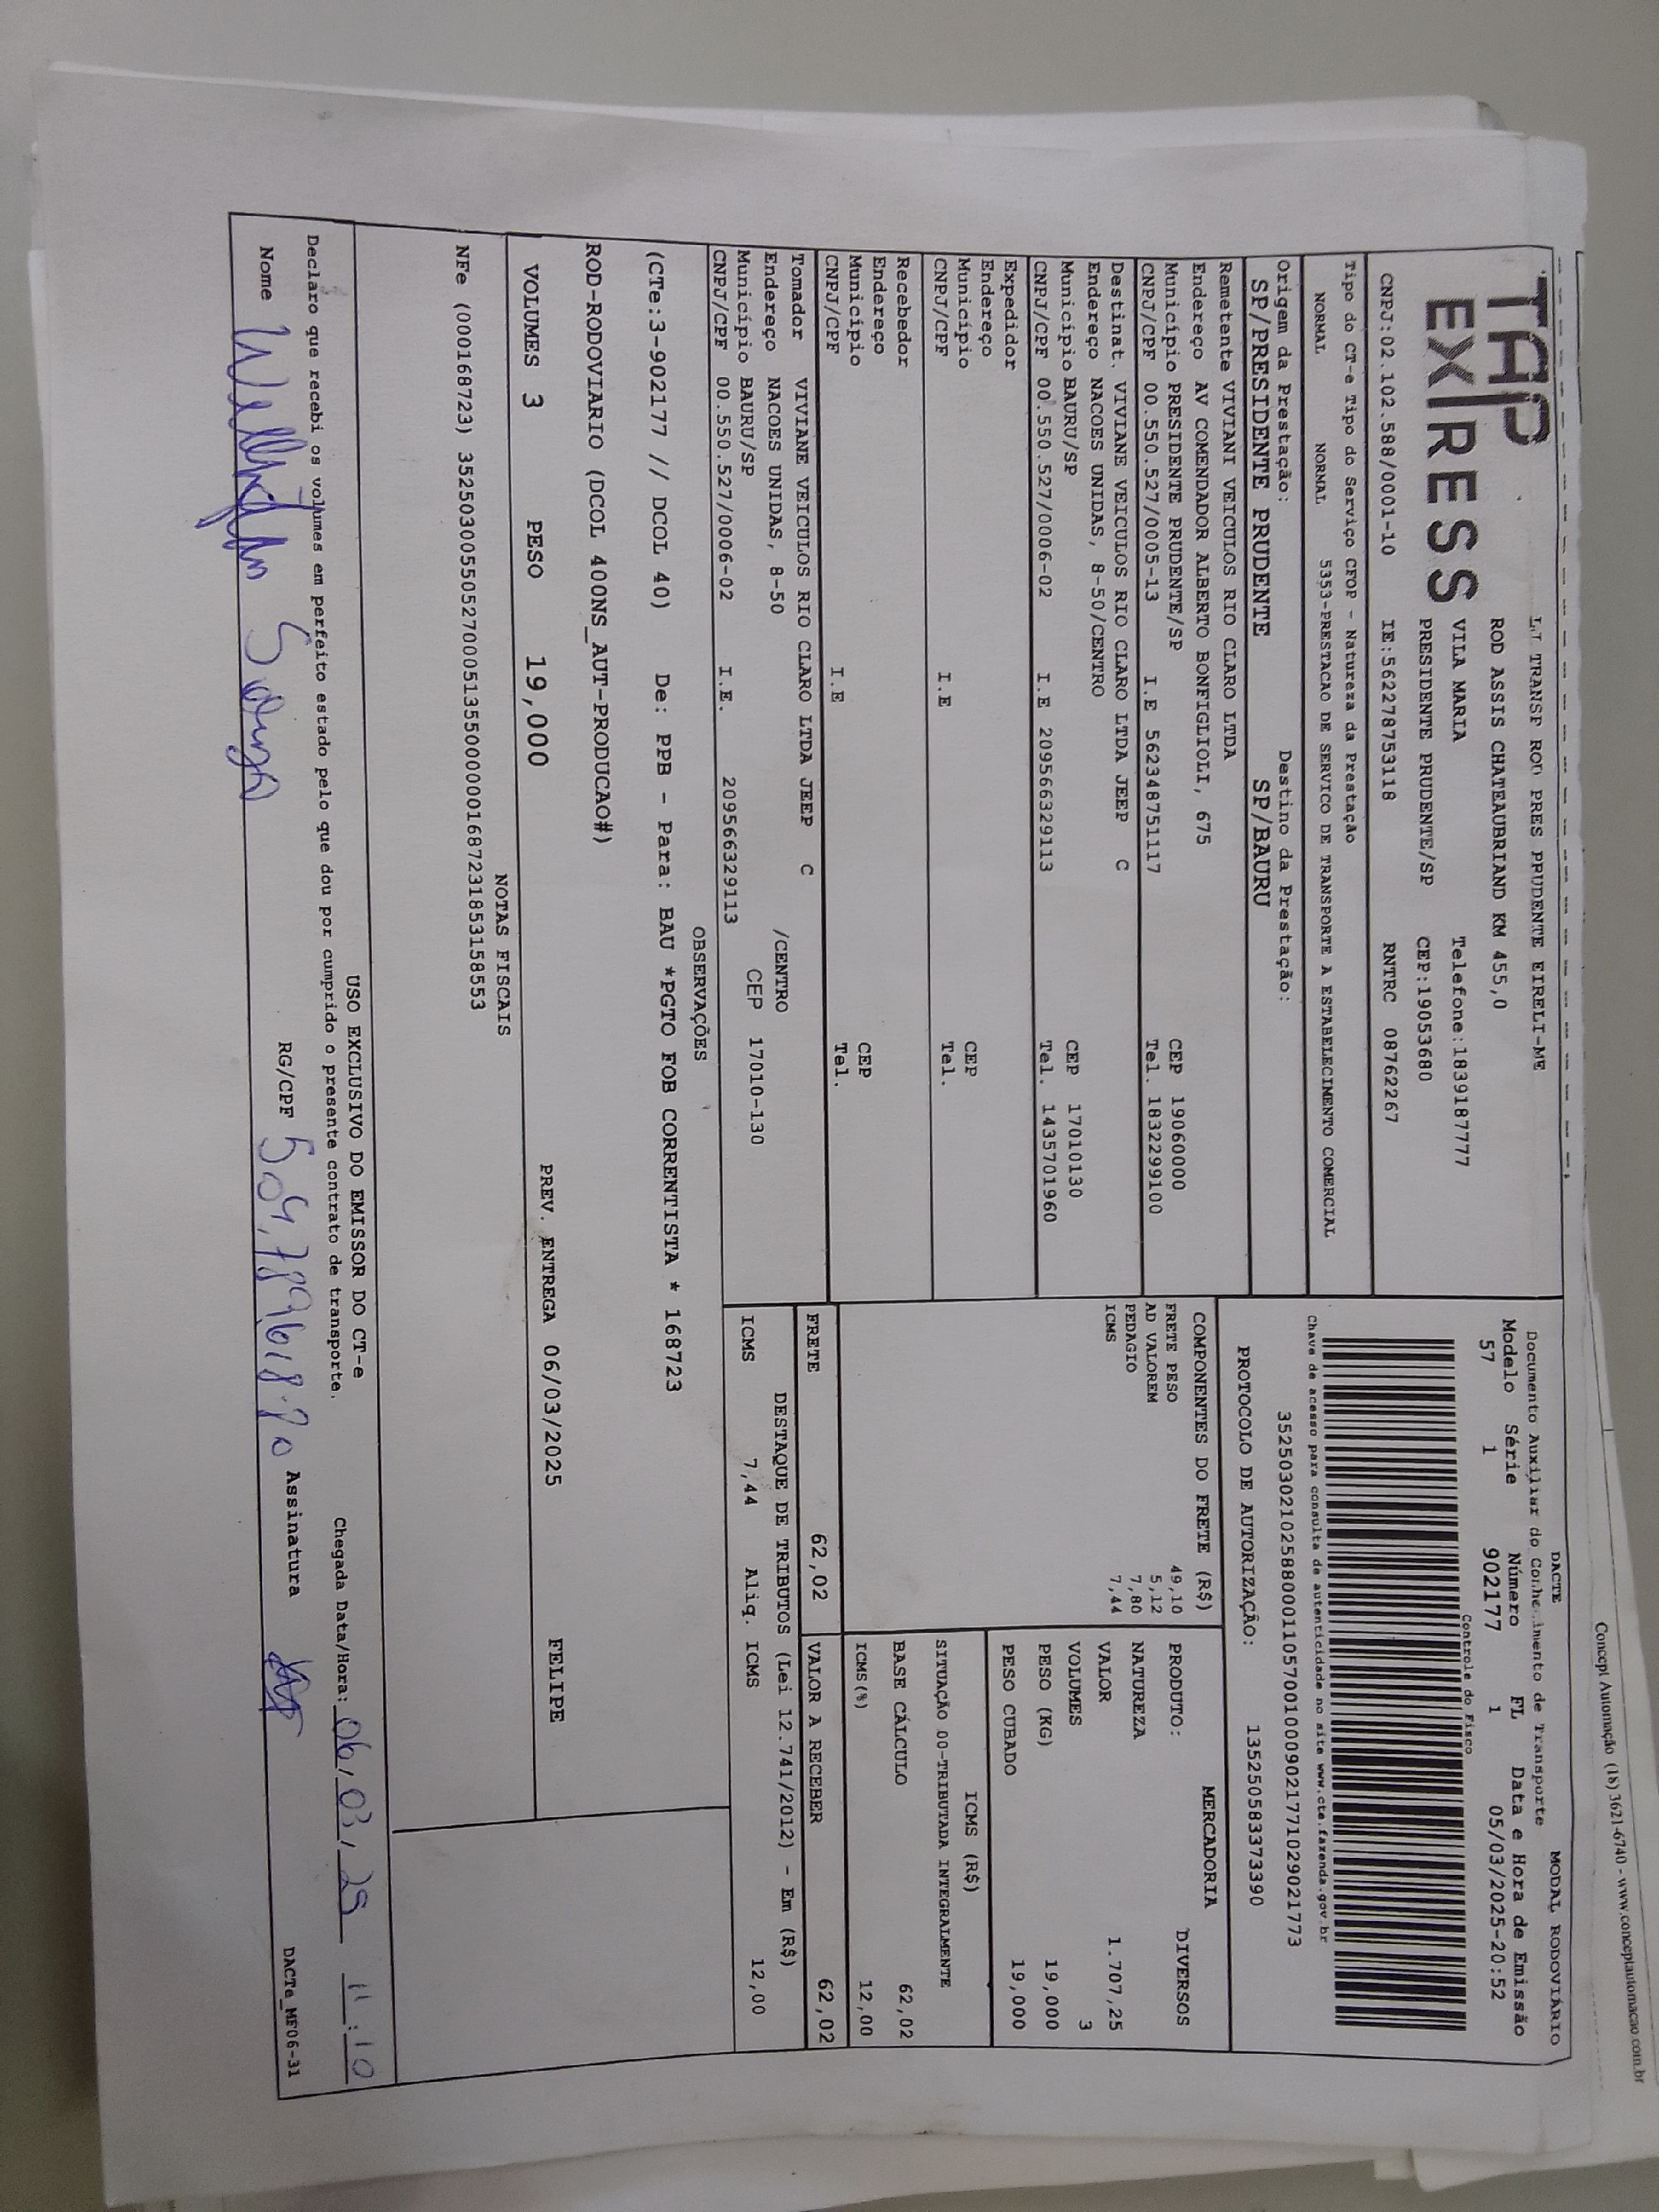 Concept Automação (18) 3621-6740 - www.conceptautomacao.com.br
TAP EXPRESS
LJ TRANSP ROD PRES PRUDENTE EIRELI-ME
ROD ASSIS CHATEAUBRIAND KM 455,0
VILA MARIA Telefone:1839187777
PRESIDENTE PRUDENTE/SP CEP:19053680
CNPJ:02.102.588/0001-10 IE:562278753118 RNTRC 08762267
DACTE MODAL RODOVIÁRIO
Documento Auxiliar do Conhecimento de Transporte
Modelo Série Número FL Data e Hora de Emissão
57 1 902177 1 05/03/2025-20:52
Controle do Fisco
Chave de acesso para consulta de autenticidade no site www.cte.fazenda.gov.br
35250302102588000110570010009021771029021773
PROTOCOLO DE AUTORIZAÇÃO: 135250583373390
Tipo do CT-e Tipo do Serviço CFOP - Natureza da Prestação
NORMAL NORMAL 5353-PRESTACAO DE SERVICO DE TRANSPORTE A ESTABELECIMENTO COMERCIAL
Origem da Prestação: Destino da Prestação:
SP/PRESIDENTE PRUDENTE SP/BAURU
Remetente VIVIANI VEICULOS RIO CLARO LTDA
Endereço AV COMENDADOR ALBERTO BONFIGLIOLI, 675
Município PRESIDENTE PRUDENTE/SP CEP 19060000
CNPJ/CPF 00.550.527/0005-13 I.E 562348751117 Tel. 1832299100
Destinat. VIVIANE VEICULOS RIO CLARO LTDA JEEP C
Endereço NACOES UNIDAS, 8-50/CENTRO
Município BAURU/SP CEP 17010130
CNPJ/CPF 00.550.527/0006-02 I.E 209566329113 Tel. 1435701960
Expedidor
Endereço
Município CEP
CNPJ/CPF I.E Tel.
Recebedor
Endereço
Município CEP
CNPJ/CPF I.E Tel.
Tomador VIVIANE VEICULOS RIO CLARO LTDA JEEP C
Endereço NACOES UNIDAS, 8-50 /CENTRO
Município BAURU/SP CEP 17010-130
CNPJ/CPF 00.550.527/0006-02 I.E. 209566329113
COMPONENTES DO FRETE (R$)
FRETE PESO 49,10
AD VALOREM 5,12
PEDAGIO 7,80
ICMS 7,44
MERCADORIA
PRODUTO: DIVERSOS
NATUREZA
VALOR 1.707,25
VOLUMES 3
PESO (KG) 19,000
PESO CUBADO 19,000
ICMS (R$)
SITUAÇÃO 00-TRIBUTADA INTEGRALMENTE
BASE CÁLCULO 62,02
ICMS(%) 12,00
FRETE 62,02 VALOR A RECEBER 62,02
DESTAQUE DE TRIBUTOS (Lei 12.741/2012) - Em (R$)
ICMS 7,44 Aliq. ICMS 12,00
OBSERVAÇÕES
(CTe:3-902177 // DCOL 40) De: PPB - Para: BAU *PGTO FOB CORRENTISTA * 168723
ROD-RODOVIARIO (DCOL 400NS_AUT-PRODUCAO#)
VOLUMES 3 PESO 19,000 PREV. ENTREGA 06/03/2025 FELIPE
NOTAS FISCAIS
NFe (000168723) 35250300550527000513550000001687231853158553
USO EXCLUSIVO DO EMISSOR DO CT-e
Declaro que recebi os volumes em perfeito estado pelo que dou por cumprido o presente contrato de transporte. Chegada Data/Hora: 06/03/25 11:10
Nome RG/CPF Assinatura DACTe_MF06-31